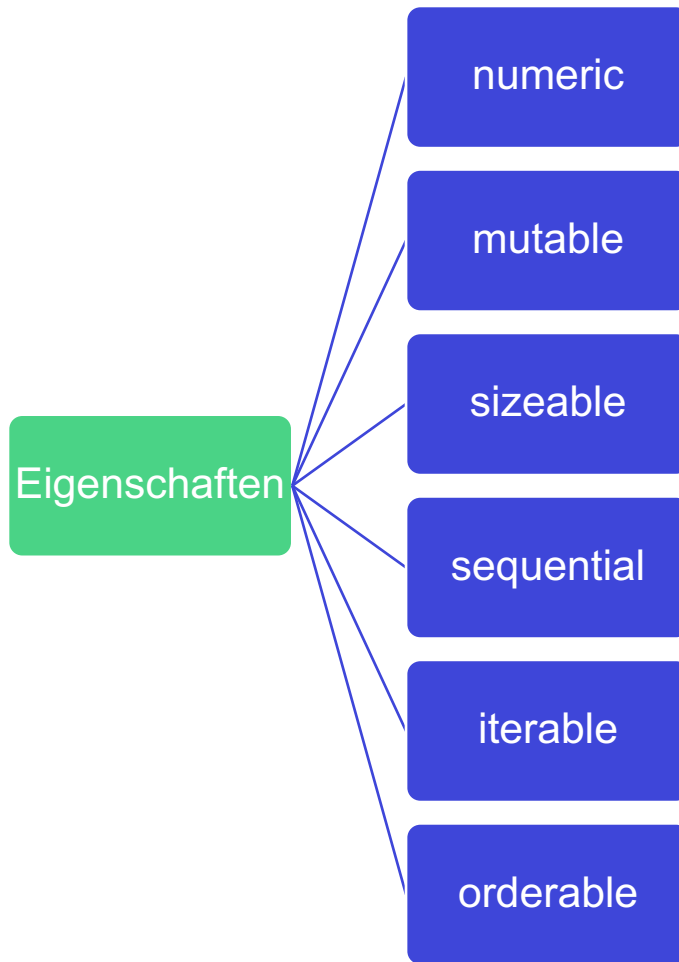 numeric
mutable
sizeable
Eigenschaften
sequential
iterable
orderable